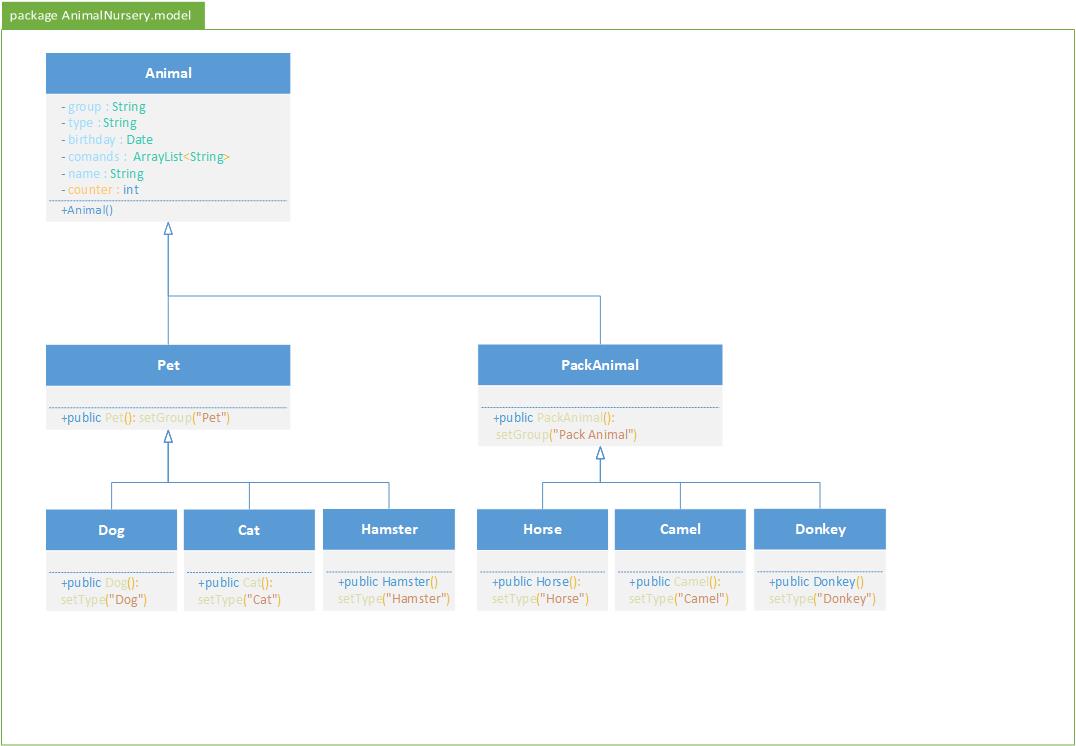 package AnimalNursery.model
Animal
- group : String
- type : String
- birthday : Date
- comands :  ArrayList<String>
- name : String
- counter : int
+Animal()
Pet
+public Pet(): setGroup("Pet")
PackAnimal
+public PackAnimal():
setGroup("Pack Animal")
Dog
+public Dog():
setType("Dog")
Cat
+public Cat():
setType("Cat")
Hamster
+public Hamster()
setType("Hamster")
Horse
+public Horse():
setType("Horse")
Camel
+public Camel():
setType("Camel")
Donkey
+public Donkey()
setType("Donkey")